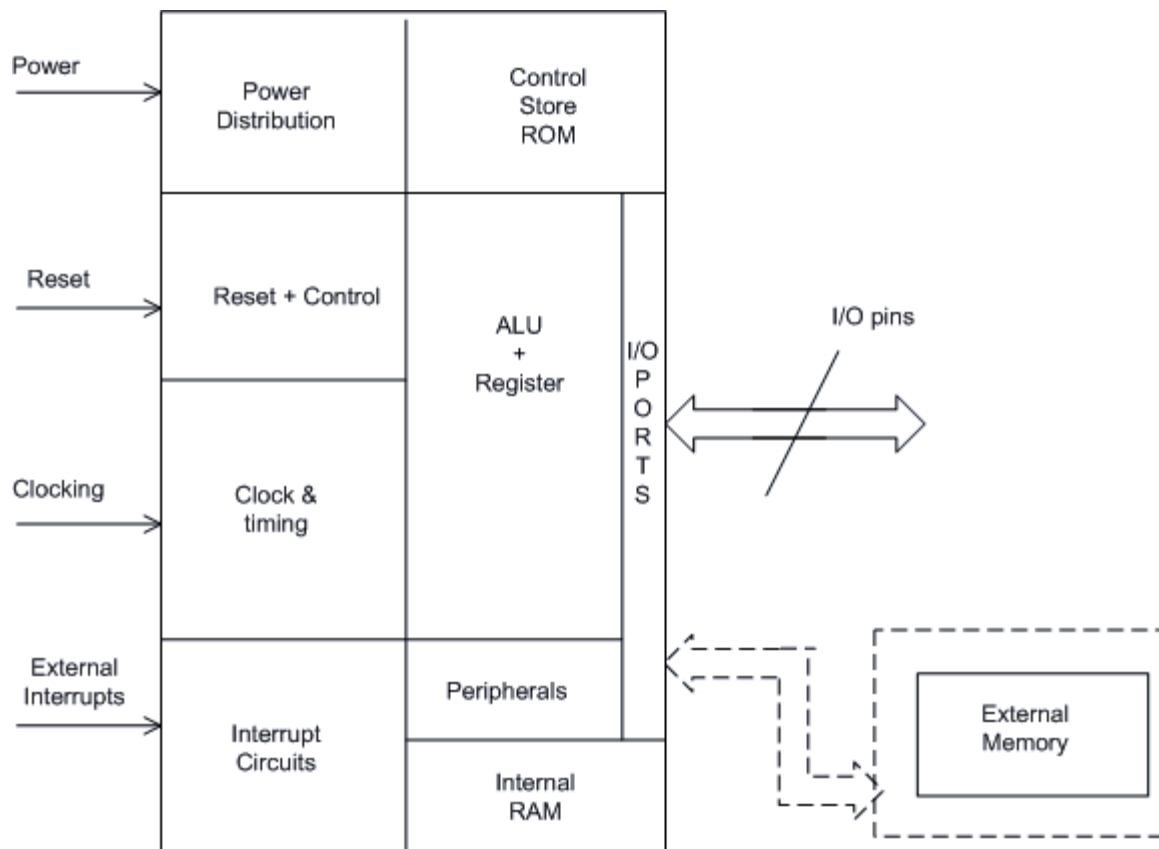 Power
Power
Distribution
Control
Store
ROM
Reset
Reset + Control
ALU
+
Register
I/O
P
O
R
T
S
I/O pins
Clocking
Clock &
timing
External
Interrupts
Interrupt
Circuits
Peripherals
Internal
RAM
External
Memory